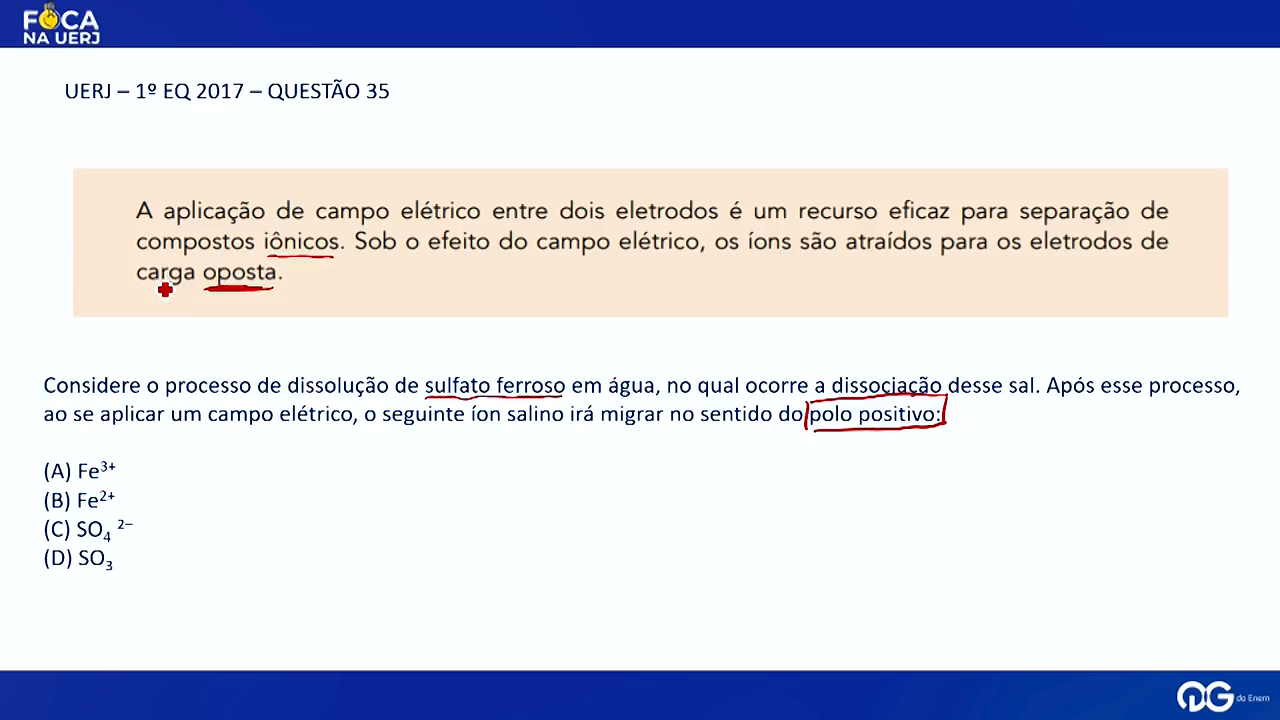 FOCA
NA UERJ
UERJ – 1º EQ 2017 – QUESTÃO 35
A aplicação de campo elétrico entre dois eletrodos é um recurso eficaz para separação de
compostos iônicos. Sob o efeito do campo elétrico, os íons são atraídos para os eletrodos de
carga oposta.
Considere o processo de dissolução de sulfato ferroso em água, no qual ocorre a dissociação desse sal. Após esse processo,
ao se aplicar um campo elétrico, o seguinte íon salino irá migrar no sentido do polo positivo:
(A) Fe³⁺
(B) Fe²⁺
(C) SO₄ ²⁻
(D) SO₃
QG do Enem